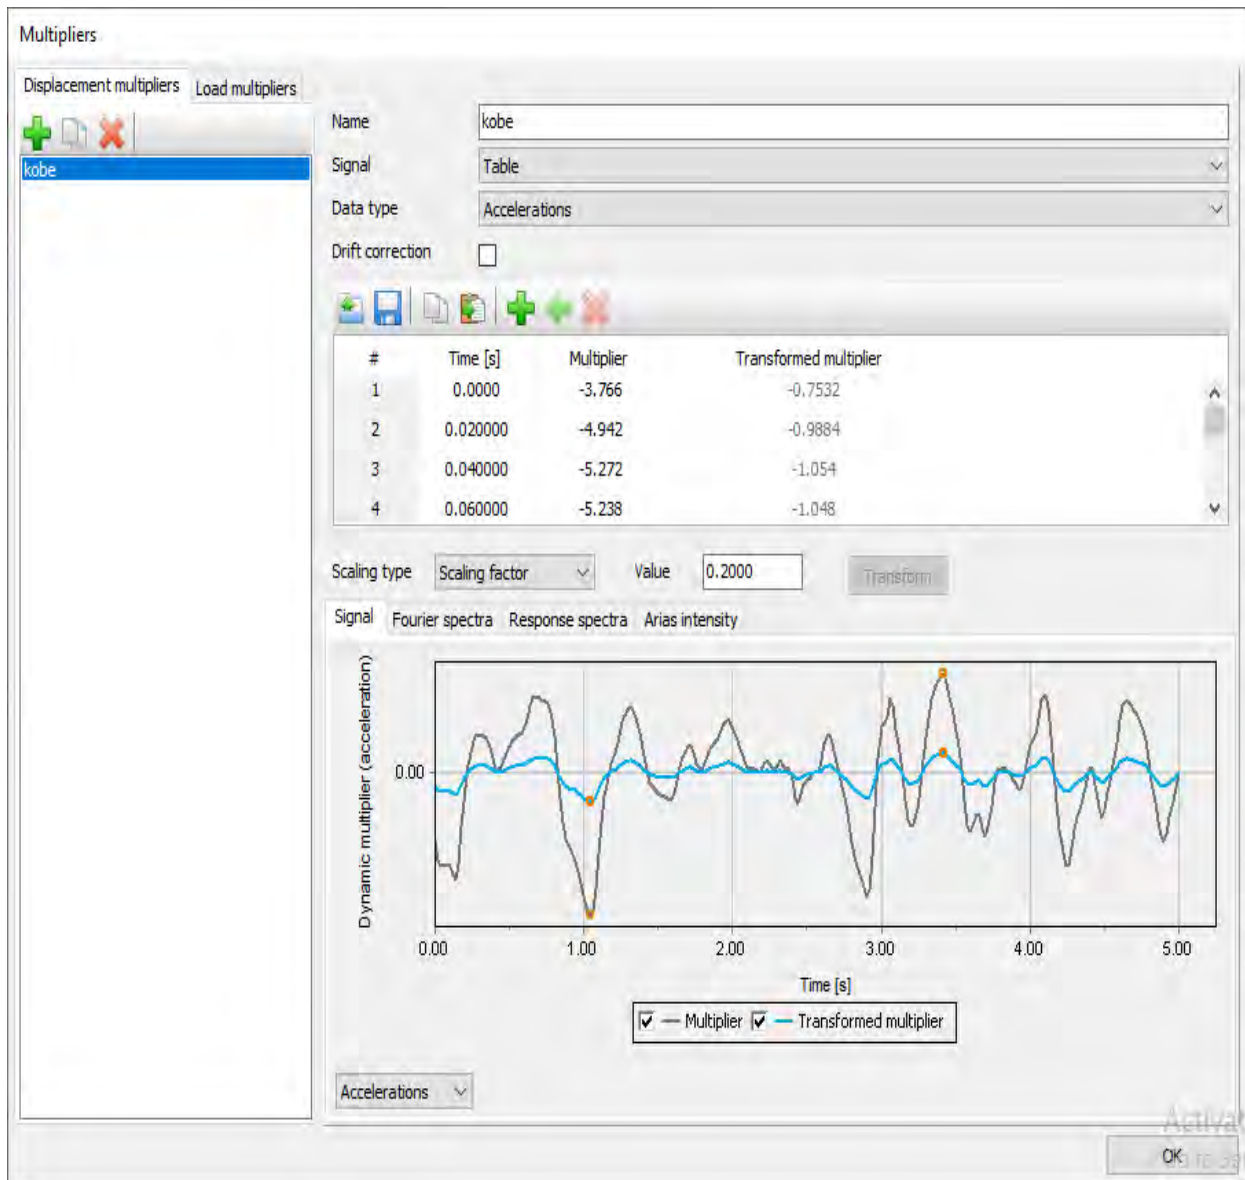 Multipliers
Displacement multipliers Load multipliers
kobe
Name kobe
Signal Table
Data type Accelerations
Drift correction
# Time [s] Multiplier Transformed multiplier
1 0.0000 -3.766 -0.7532
2 0.020000 -4.942 -0.9884
3 0.040000 -5.272 -1.054
4 0.060000 -5.238 -1.048
Scaling type Scaling factor Value 0.2000 Transform
Signal Fourier spectra Response spectra Arias intensity
Dynamic multiplier (acceleration)
0.00
0.00 1.00 2.00 3.00 4.00 5.00
Time [s]
Multiplier Transformed multiplier
Accelerations
OK